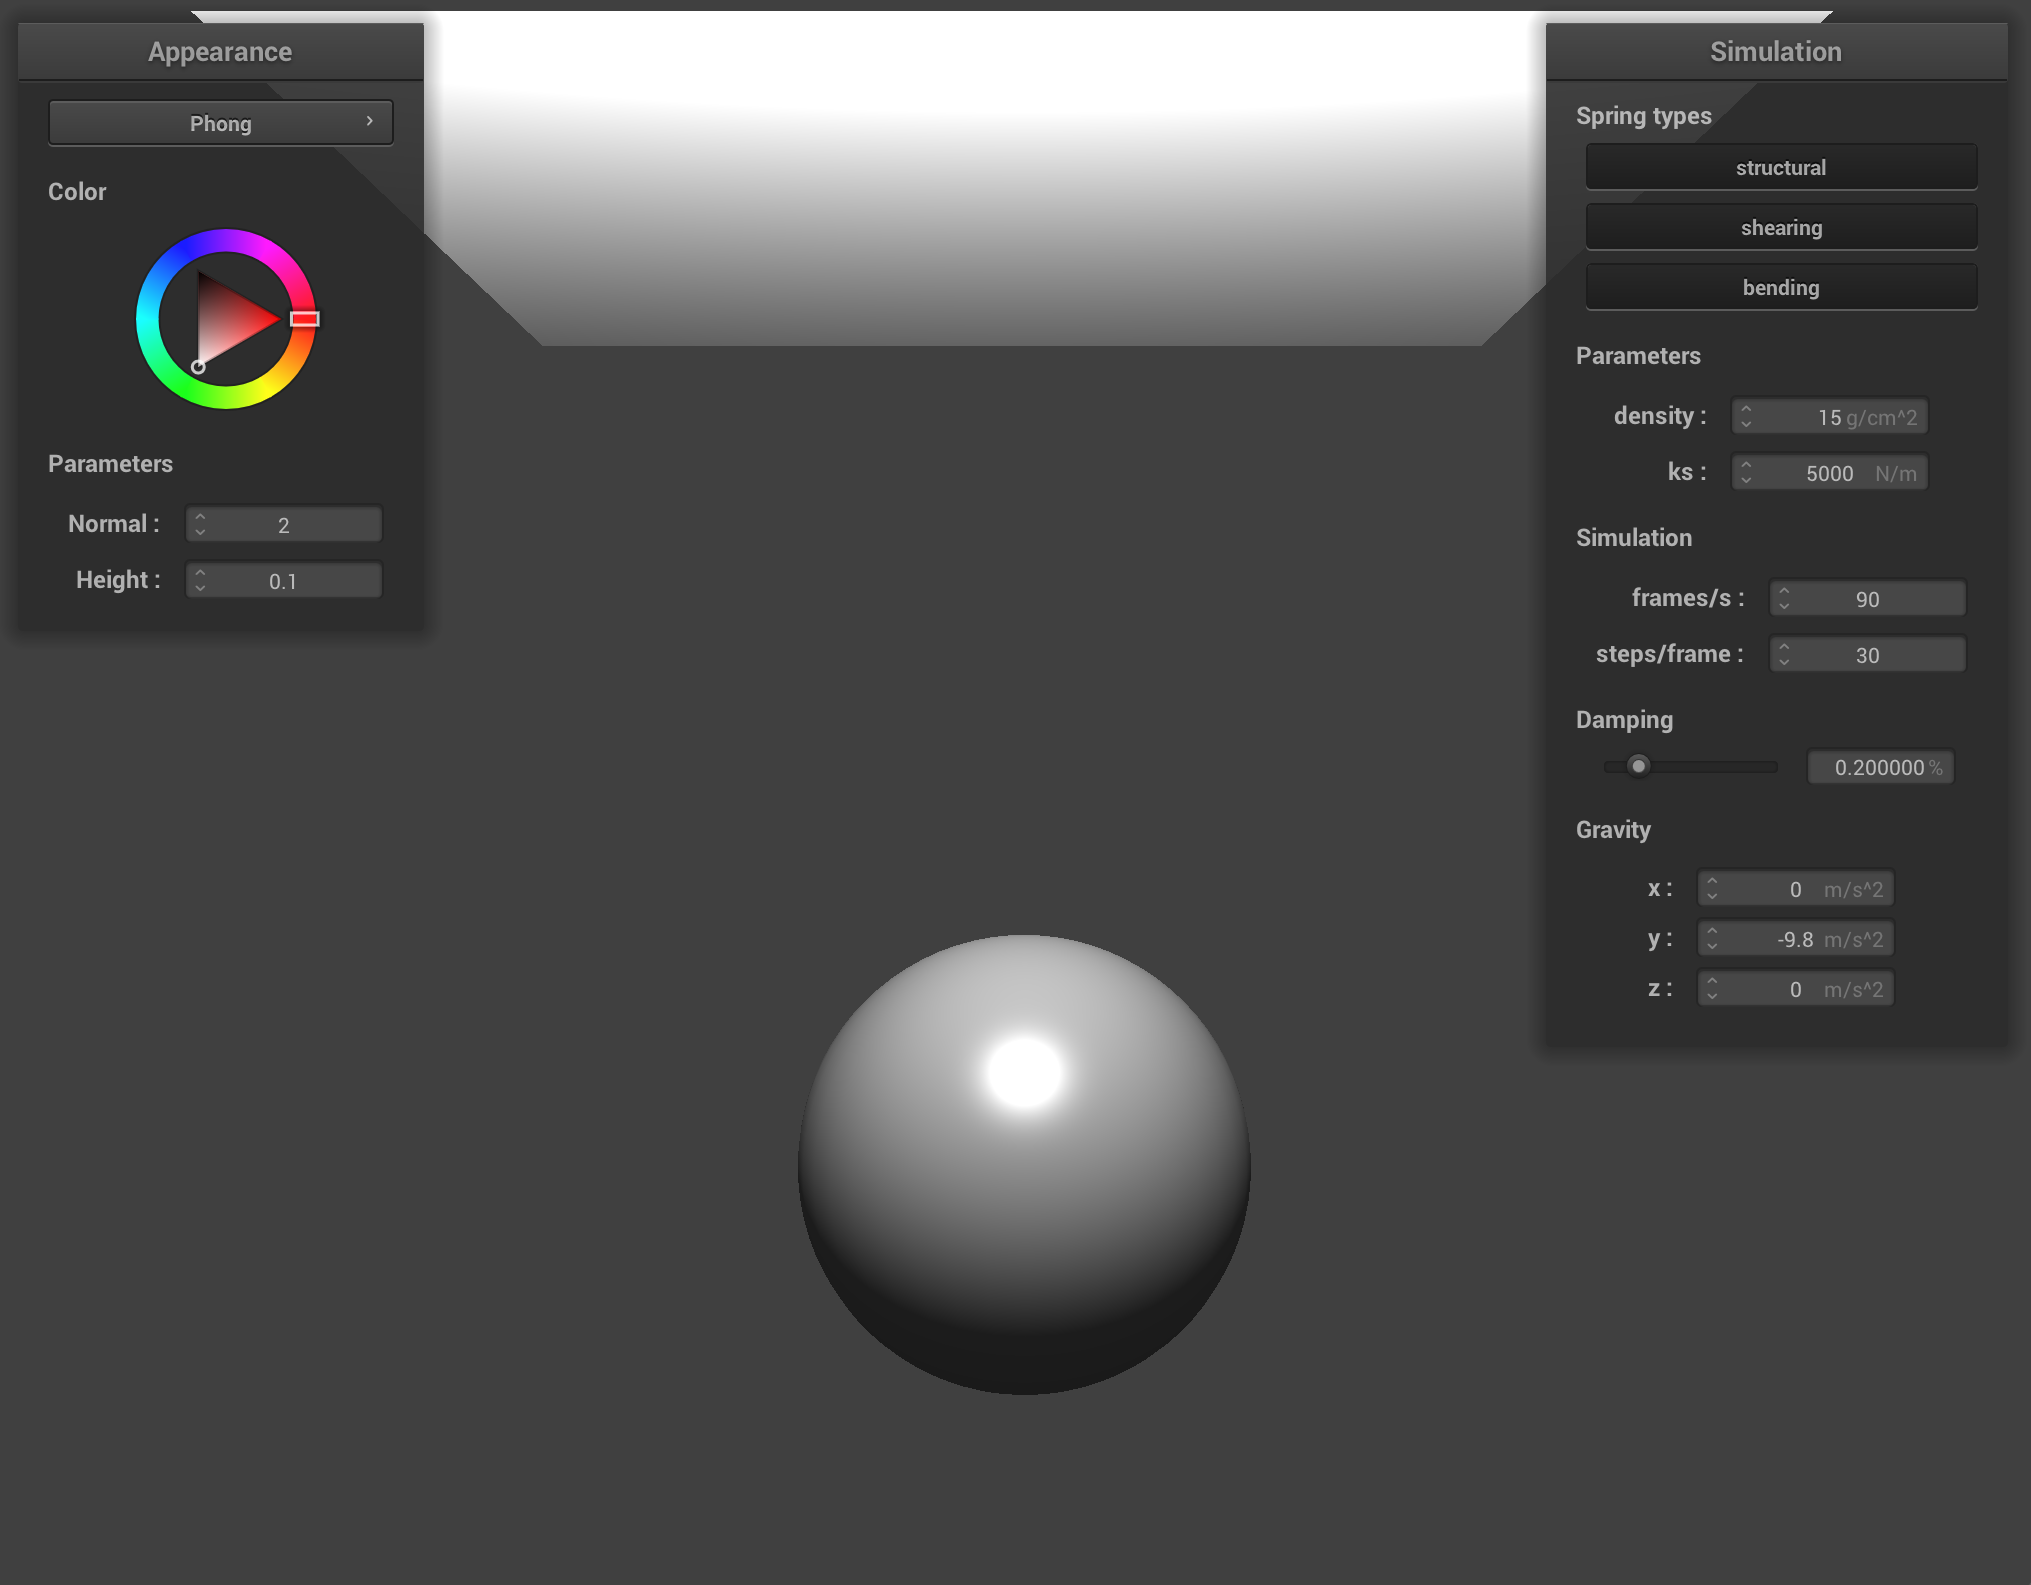 Appearance
Phong
Color
Parameters
Normal : 2
Height : 0.1
Simulation
Spring types
structural
shearing
bending
Parameters
density : 15 g/cm^2
ks : 5000 N/m
Simulation
frames/s : 90
steps/frame : 30
Damping
0.200000 %
Gravity
x : 0 m/s^2
y : -9.8 m/s^2
z : 0 m/s^2